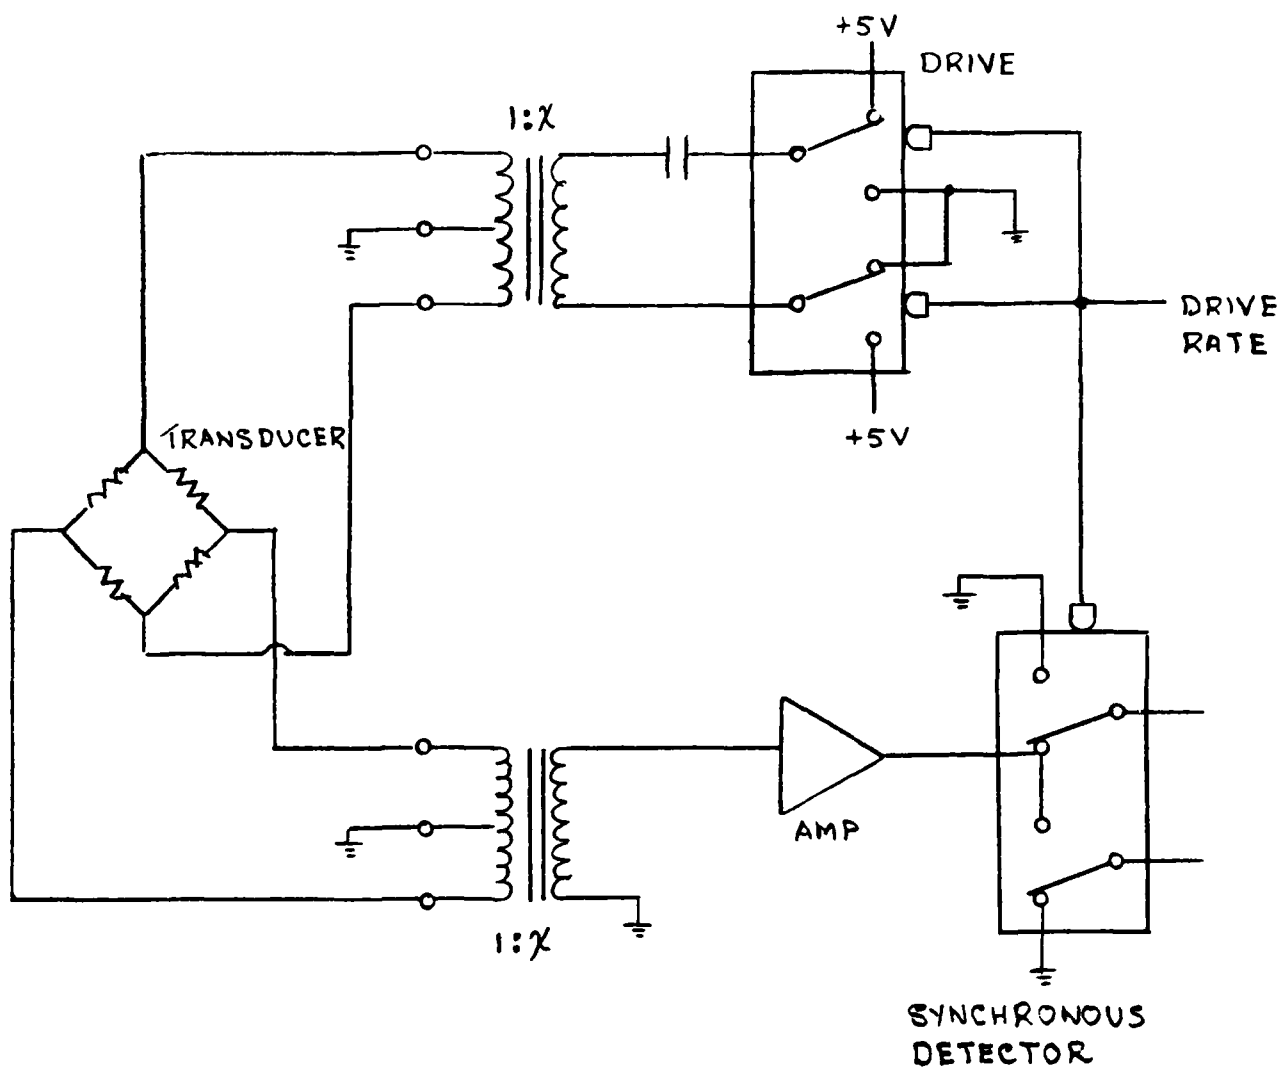 +5V
DRIVE
1:X
DRIVE
RATE
+5V
TRANSDUCER
AMP
1:X
SYNCHRONOUS
DETECTOR